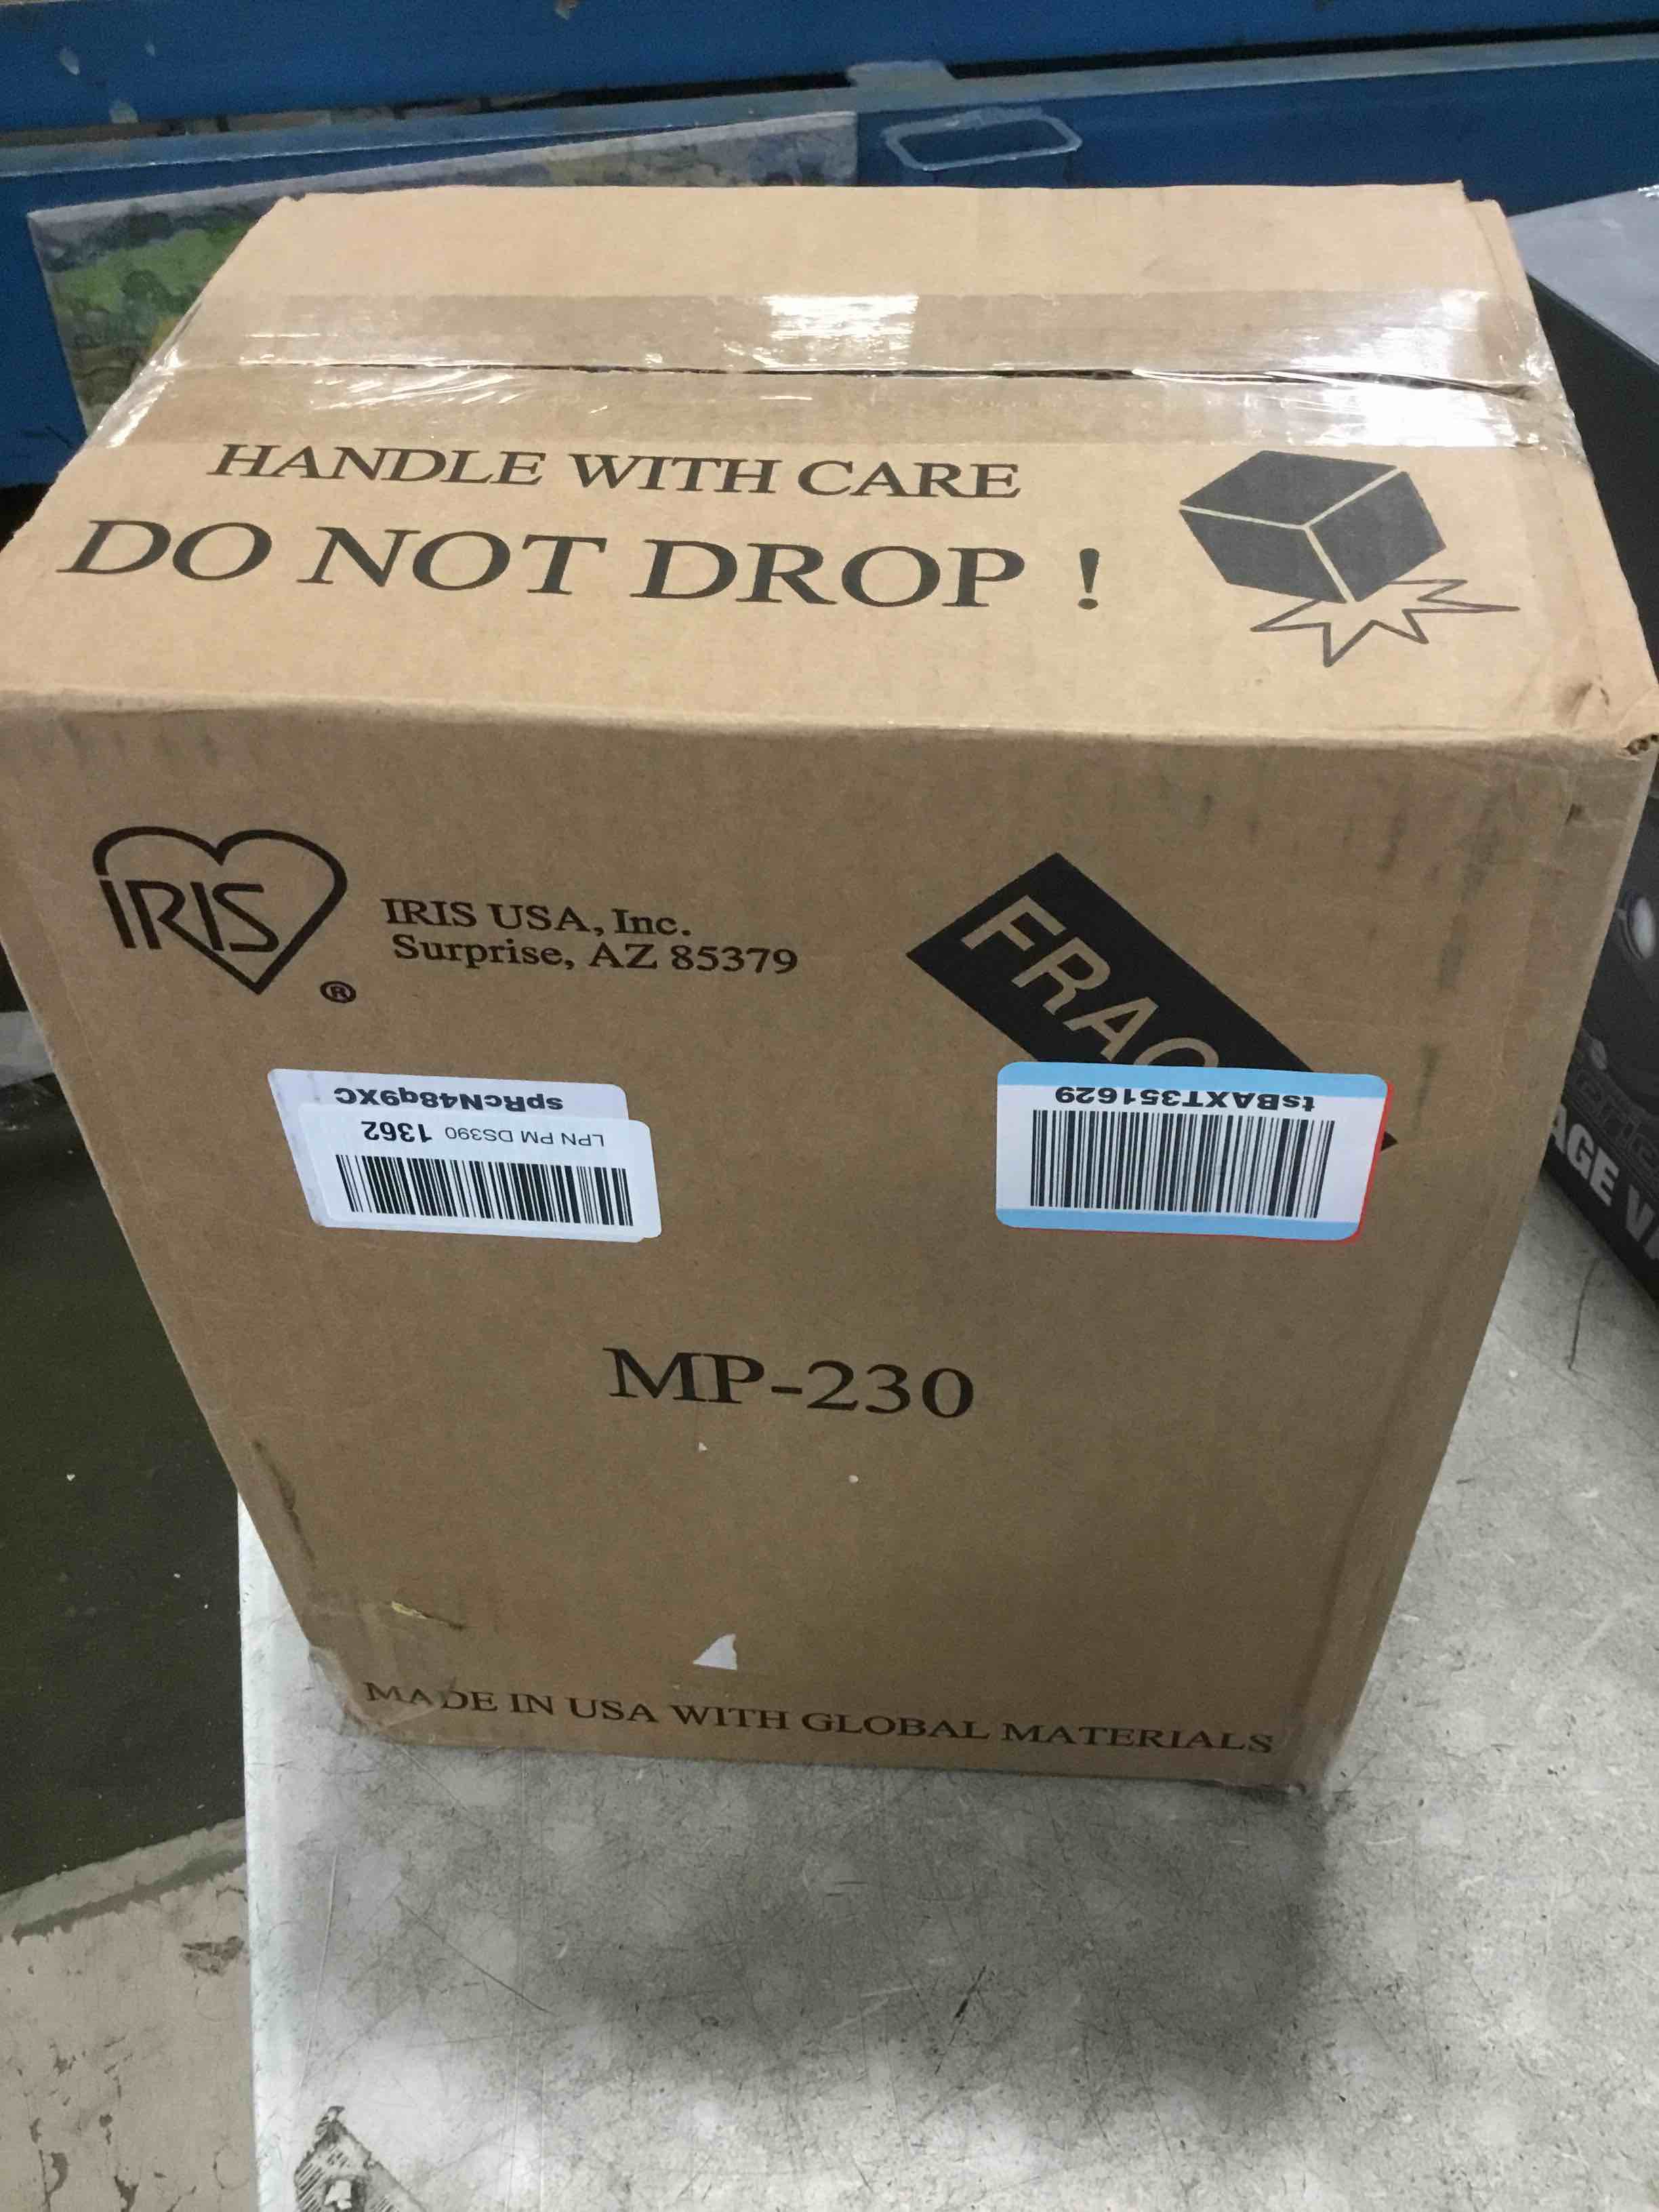 HANDLE WITH CARE
DO NOT DROP !
IRIS
®
IRIS USA, Inc.
Surprise, AZ 85379
FRAG
spRcN48q9XC
LPN PM DS390 1362
tsBAXT351629
MP-230
MADE IN USA WITH GLOBAL MATERIALS
AGE